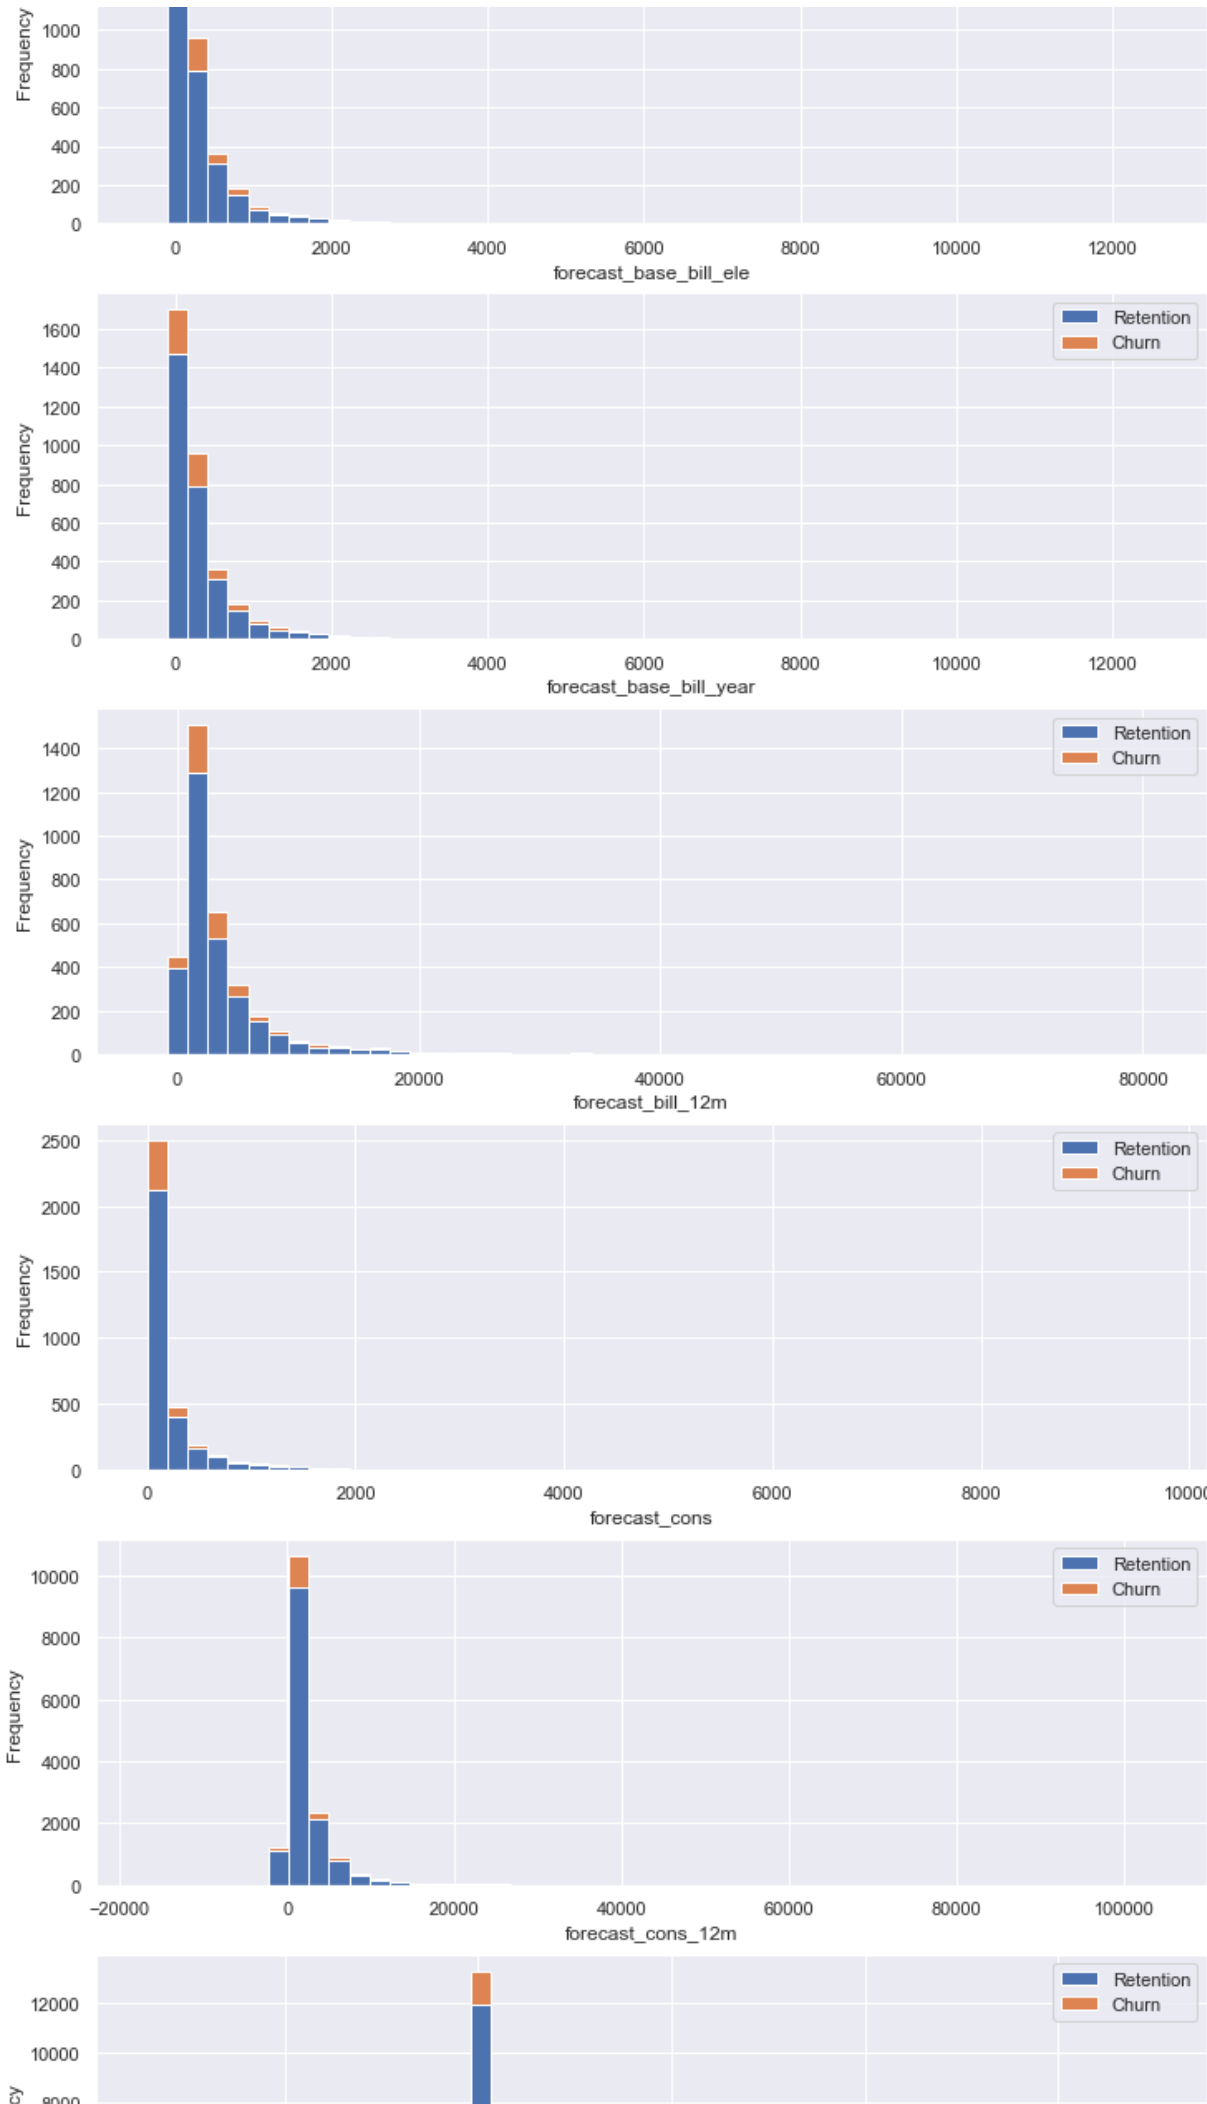 Frequency
1000
800
600
400
200
0
0 2000 4000 6000 8000 10000 12000
forecast_base_bill_ele
Retention
Churn
Frequency
1600
1400
1200
1000
800
600
400
200
0
0 2000 4000 6000 8000 10000 12000
forecast_base_bill_year
Retention
Churn
Frequency
1400
1200
1000
800
600
400
200
0
0 20000 40000 60000 80000
forecast_bill_12m
Retention
Churn
Frequency
2500
2000
1500
1000
500
0
0 2000 4000 6000 8000 10000
forecast_cons
Retention
Churn
Frequency
10000
8000
6000
4000
2000
0
−20000 0 20000 40000 60000 80000 100000
forecast_cons_12m
Retention
Churn
12000
10000
8000
cy